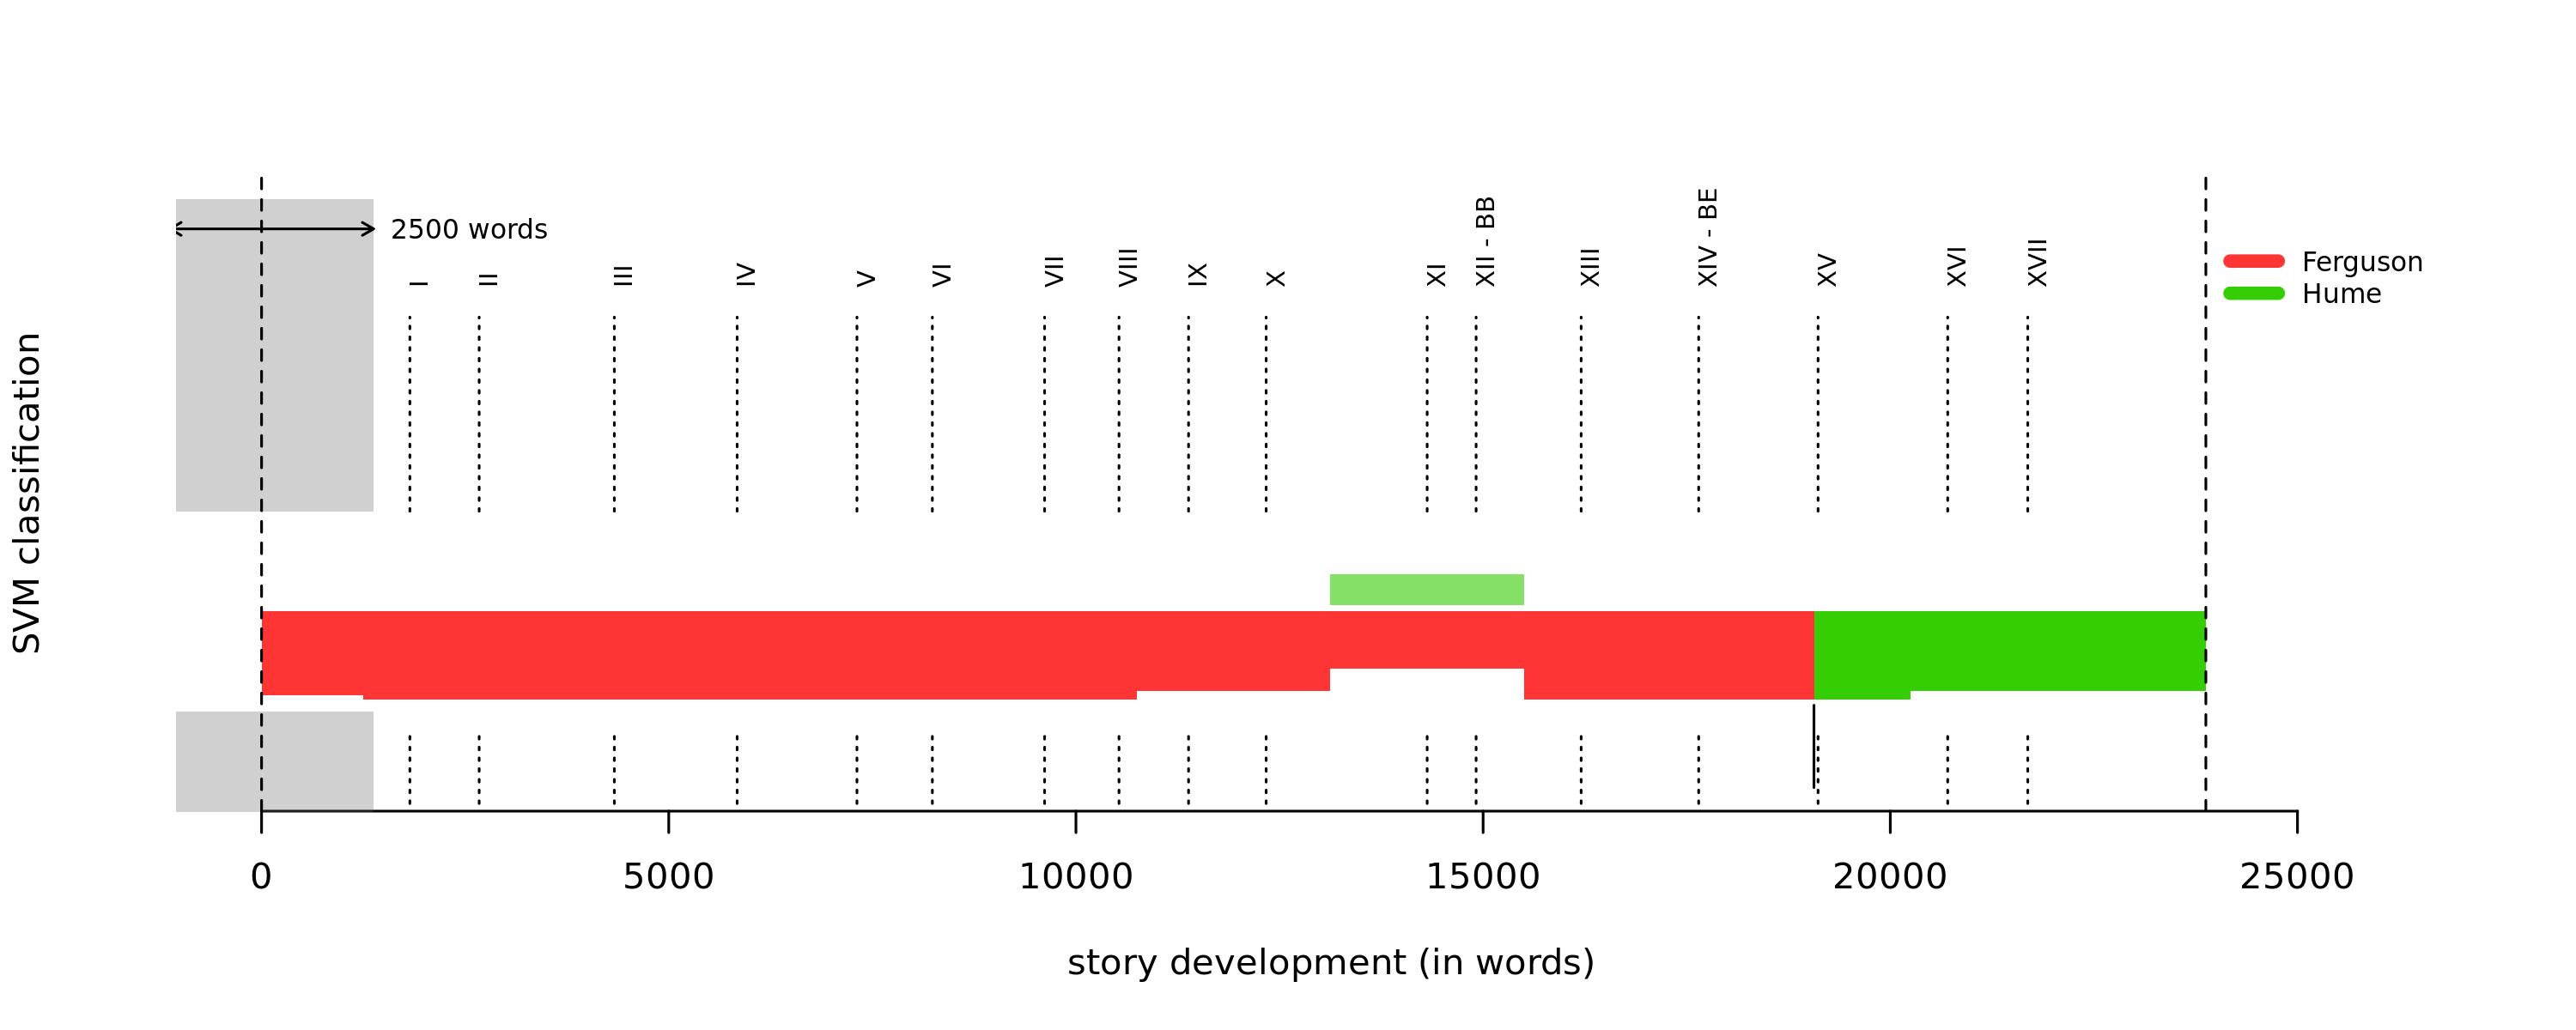 2500 words
I
II
III
IV
V
VI
VII
VIII
IX
X
XI
XII - BB
XIII
XIV - BE
XV
XVI
XVII
Ferguson
Hume
SVM classification
0
5000
10000
15000
20000
25000
story development (in words)